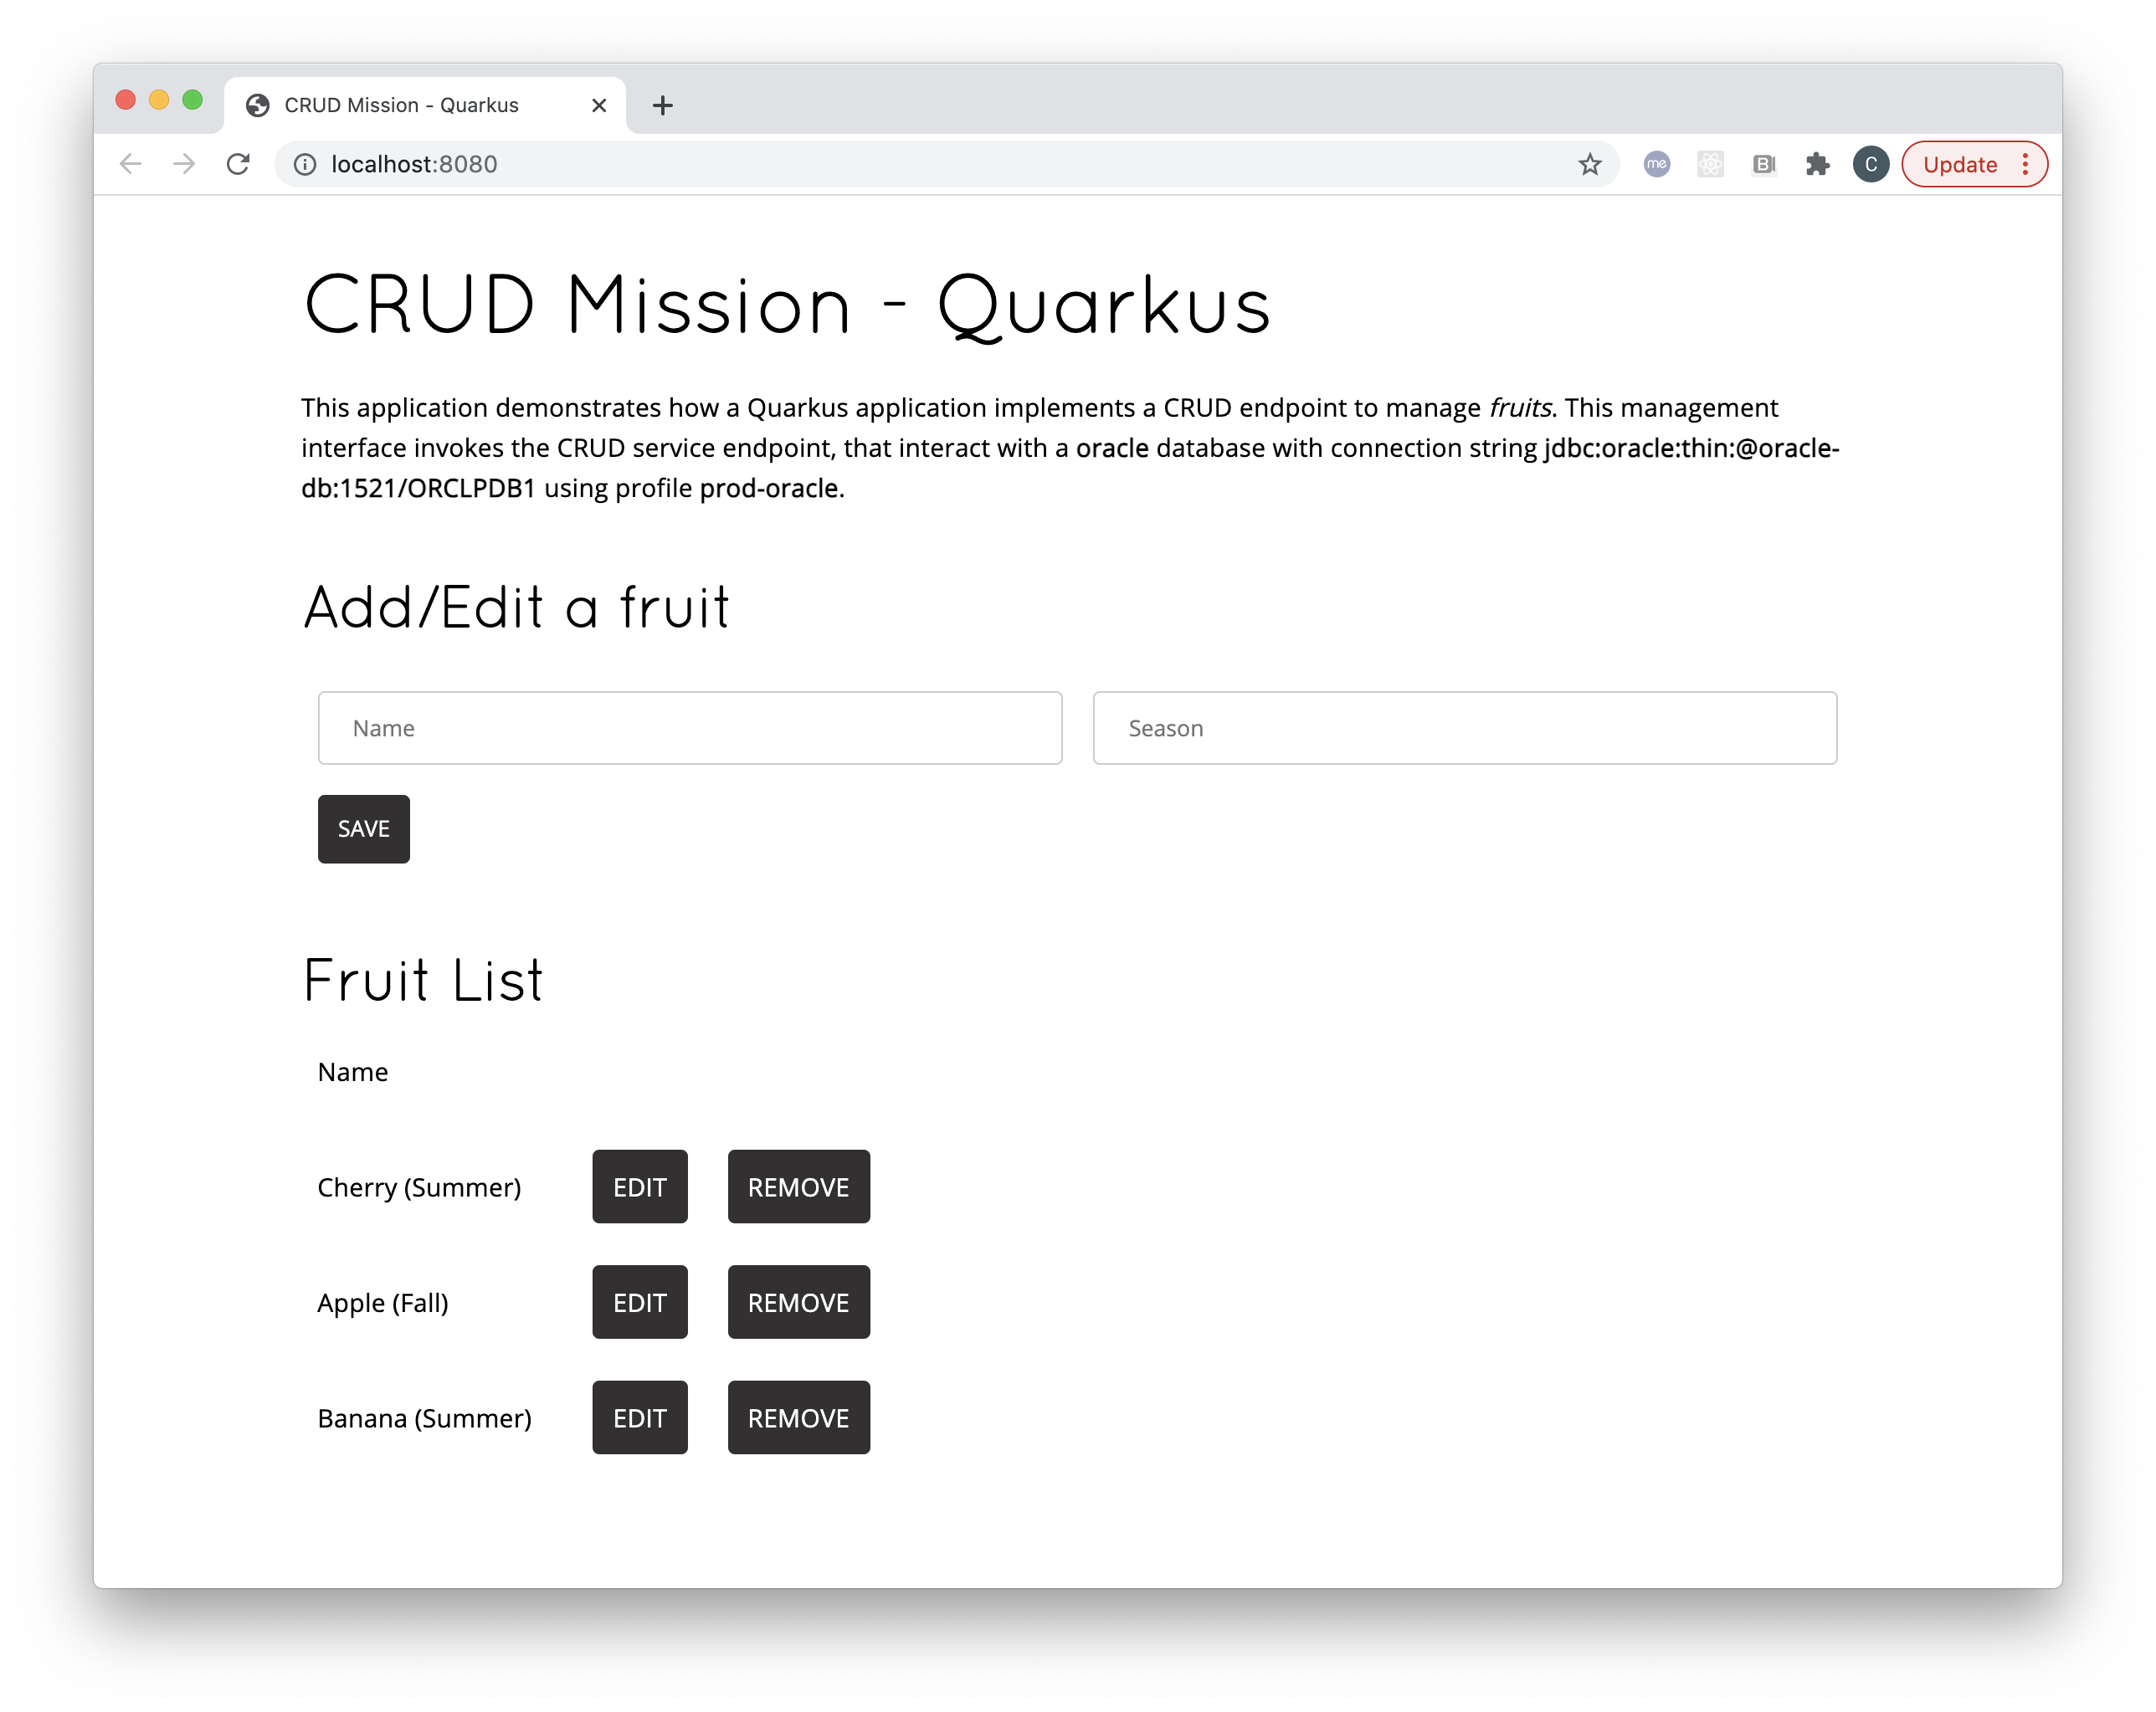 CRUD Mission - Quarkus
localhost:8080
me
B
C
Update
CRUD Mission - Quarkus
This application demonstrates how a Quarkus application implements a CRUD endpoint to manage fruits. This management
interface invokes the CRUD service endpoint, that interact with a oracle database with connection string jdbc:oracle:thin:@oracle-
db:1521/ORCLPDB1 using profile prod-oracle.
Add/Edit a fruit
Name Season
SAVE
Fruit List
Name
Cherry (Summer) EDIT REMOVE
Apple (Fall) EDIT REMOVE
Banana (Summer) EDIT REMOVE